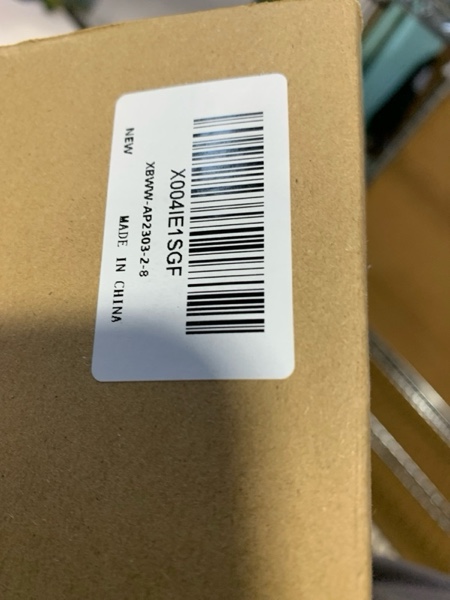 X004IE1SGF
XBWW-AP2303-2-8
NEW MADE IN CHINA